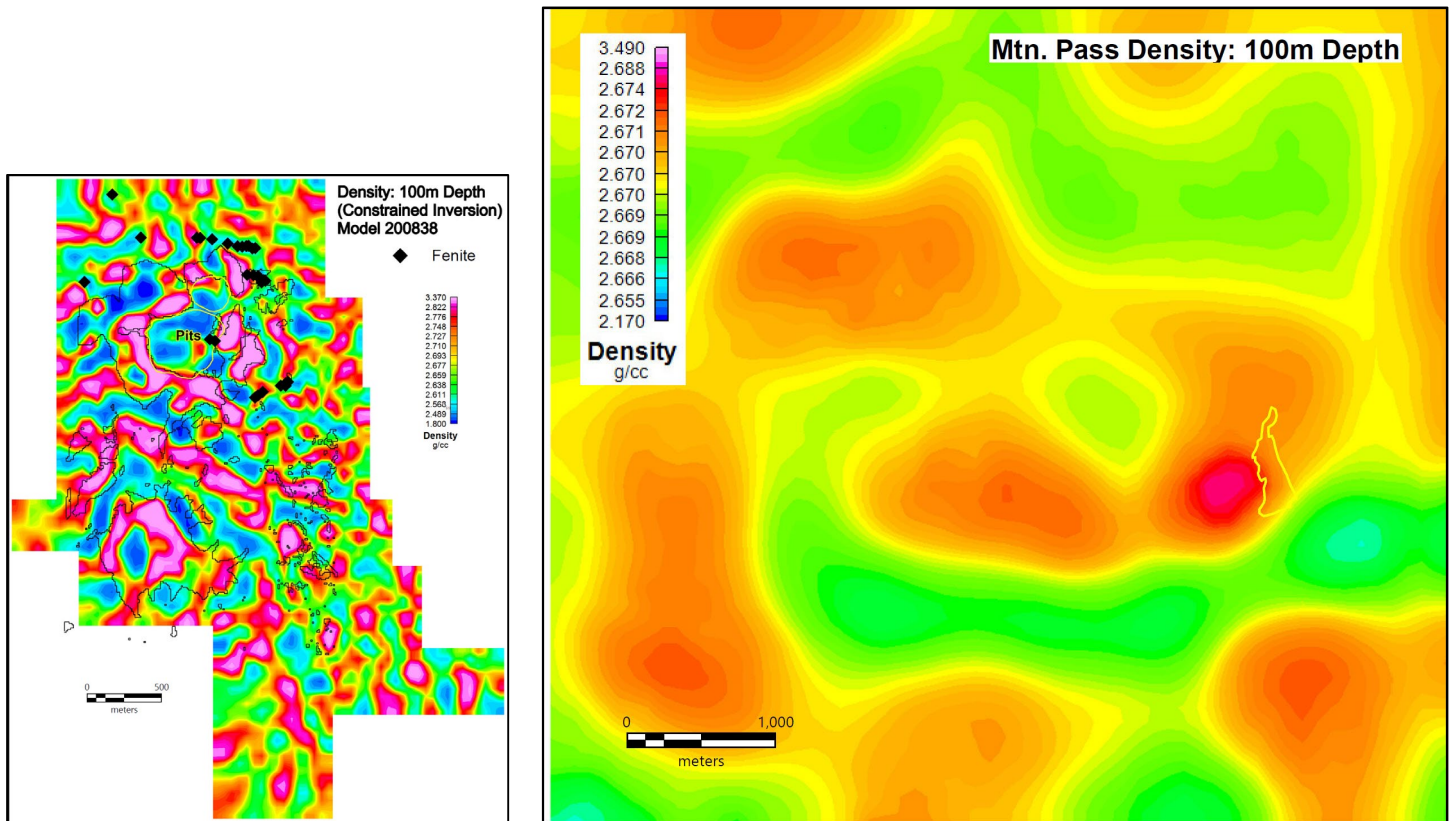 Density: 100m Depth
(Constrained Inversion)
Model 200838
Fenite
3.370
2.822
2.776
2.748
2.727
2.710
2.693
2.677
2.659
2.638
2.611
2.568
2.489
1.800
Density
g/cc
Pits
0 500
meters
Mtn. Pass Density: 100m Depth
3.490
2.688
2.674
2.672
2.671
2.670
2.670
2.670
2.669
2.669
2.668
2.666
2.655
2.170
Density
g/cc
0 1,000
meters